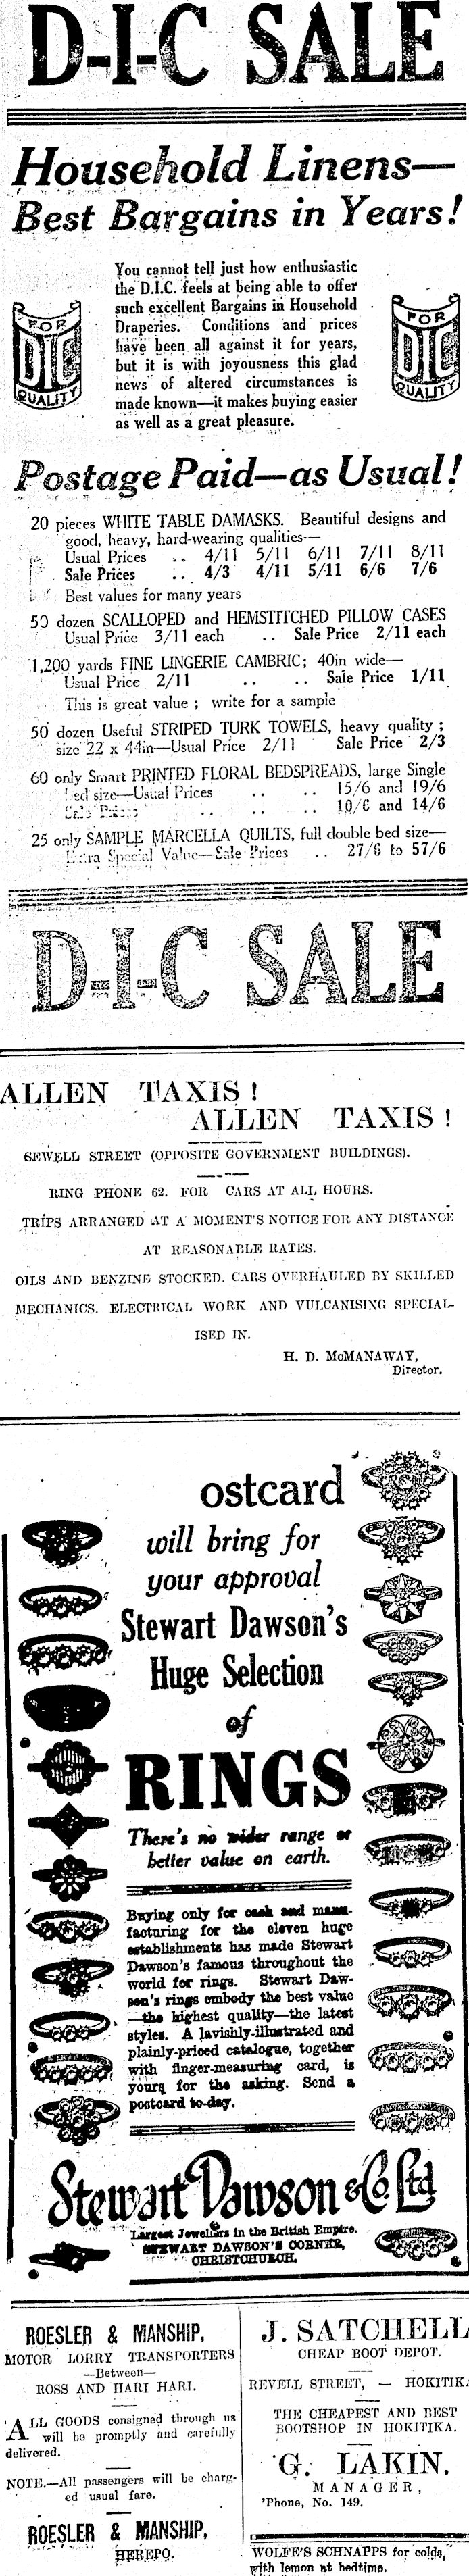 D-I-C SALE
Household Linens—
Best Bargains in Years!
You cannot tell just how enthusiastic
the D.I.C. feels at being able to offer
such excellent Bargains in Household
Draperies. Conditions and prices
have been all against it for years,
but it is with joyousness this glad
news of altered circumstances is
made known—it makes buying easier
as well as a great pleasure.
FOR
DIC
QUALITY
FOR
DIC
QUALITY
Postage Paid—as Usual!
20 pieces WHITE TABLE DAMASKS. Beautiful designs and
good, heavy, hard-wearing qualities—
Usual Prices .. 4/11 5/11 6/11 7/11 8/11
Sale Prices .. 4/3 4/11 5/11 6/6 7/6
Best values for many years
50 dozen SCALLOPED and HEMSTITCHED PILLOW CASES
Usual Price 3/11 each .. Sale Price 2/11 each
1,200 yards FINE LINGERIE CAMBRIC; 40in wide—
Usual Price 2/11 .. .. Sale Price 1/11
This is great value; write for a sample
50 dozen Useful STRIPED TURK TOWELS, heavy quality;
size 22 x 44in—Usual Price 2/11 Sale Price 2/3
60 only Smart PRINTED FLORAL BEDSPREADS, large Single
bed size—Usual Prices .. .. 15/6 and 19/6
Sale Prices .. .. .. 10/6 and 14/6
25 only SAMPLE MARCELLA QUILTS, full double bed size—
Extra Special Value—Sale Prices .. 27/6 to 57/6
D-I-C SALE
ALLEN TAXIS!
ALLEN TAXIS!
SEWELL STREET (OPPOSITE GOVERNMENT BUILDINGS).
RING PHONE 62. FOR CARS AT ALL HOURS.
TRIPS ARRANGED AT A MOMENT'S NOTICE FOR ANY DISTANCE
AT REASONABLE RATES.
OILS AND BENZINE STOCKED. CARS OVERHAULED BY SKILLED
MECHANICS. ELECTRICAL WORK AND VULCANISING SPECIAL-
ISED IN.
H. D. McMANAWAY,
Director.
ostcard
will bring for
your approval
Stewart Dawson's
Huge Selection
of
RINGS
There's no wider range or
better value on earth.
Buying only for cash and manu-
facturing for the eleven huge
establishments has made Stewart
Dawson's famous throughout the
world for rings. Stewart Daw-
son's rings embody the best value
—the highest quality—the latest
styles. A lavishly-illustrated and
plainly-priced catalogue, together
with finger-measuring card, is
yours for the asking. Send a
postcard to-day.
Stewart Dawson & Co. Ltd
Largest Jewellers in the British Empire.
STEWART DAWSON'S CORNER,
CHRISTCHURCH.
ROESLER & MANSHIP,
MOTOR LORRY TRANSPORTERS
—Between—
ROSS AND HARI HARI.
ALL GOODS consigned through us
will be promptly and carefully
delivered.
NOTE.—All passengers will be charg-
ed usual fare.
ROESLER & MANSHIP,
HEREPO.
J. SATCHELL
CHEAP BOOT DEPOT.
REVELL STREET, — HOKITIKA
THE CHEAPEST AND BEST
BOOTSHOP IN HOKITIKA.
G. LAKIN,
MANAGER,
'Phone, No. 149.
WOLFE'S SCHNAPPS for colds,
with lemon at bedtime.